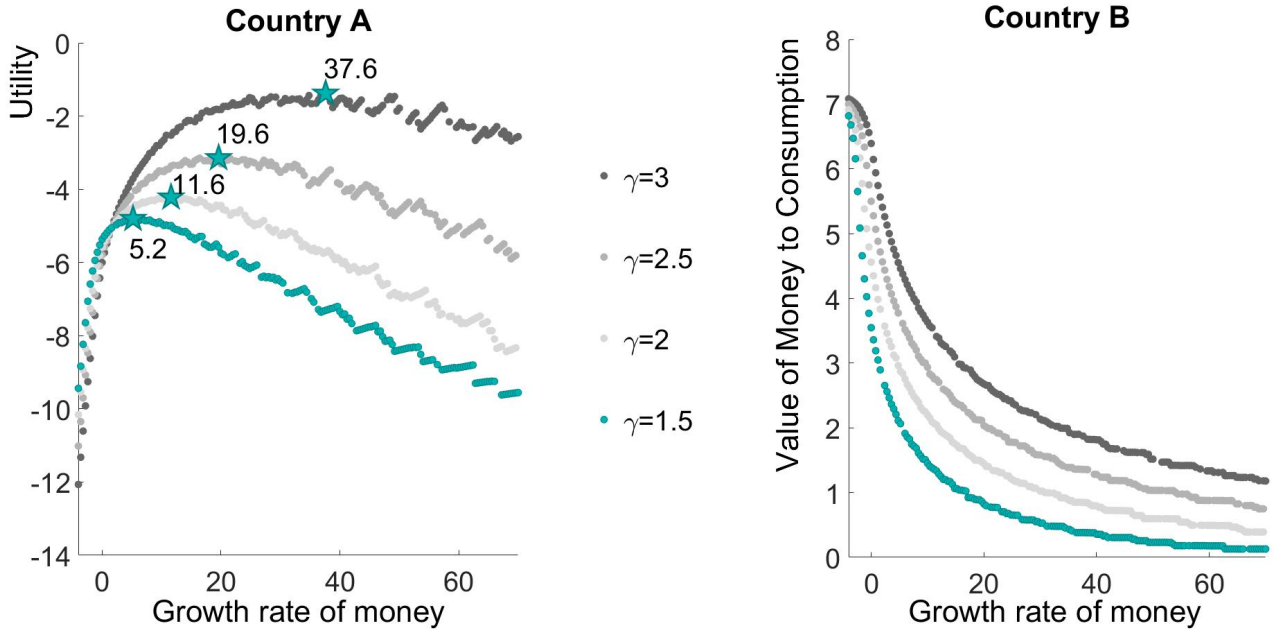 Country A
Utility
0
-2
-4
-6
-8
-10
-12
-14
37.6
19.6
11.6
5.2
0
20
40
60
Growth rate of money
γ=3
γ=2.5
γ=2
γ=1.5
Country B
Value of Money to Consumption
8
7
6
5
4
3
2
1
0
0
20
40
60
Growth rate of money